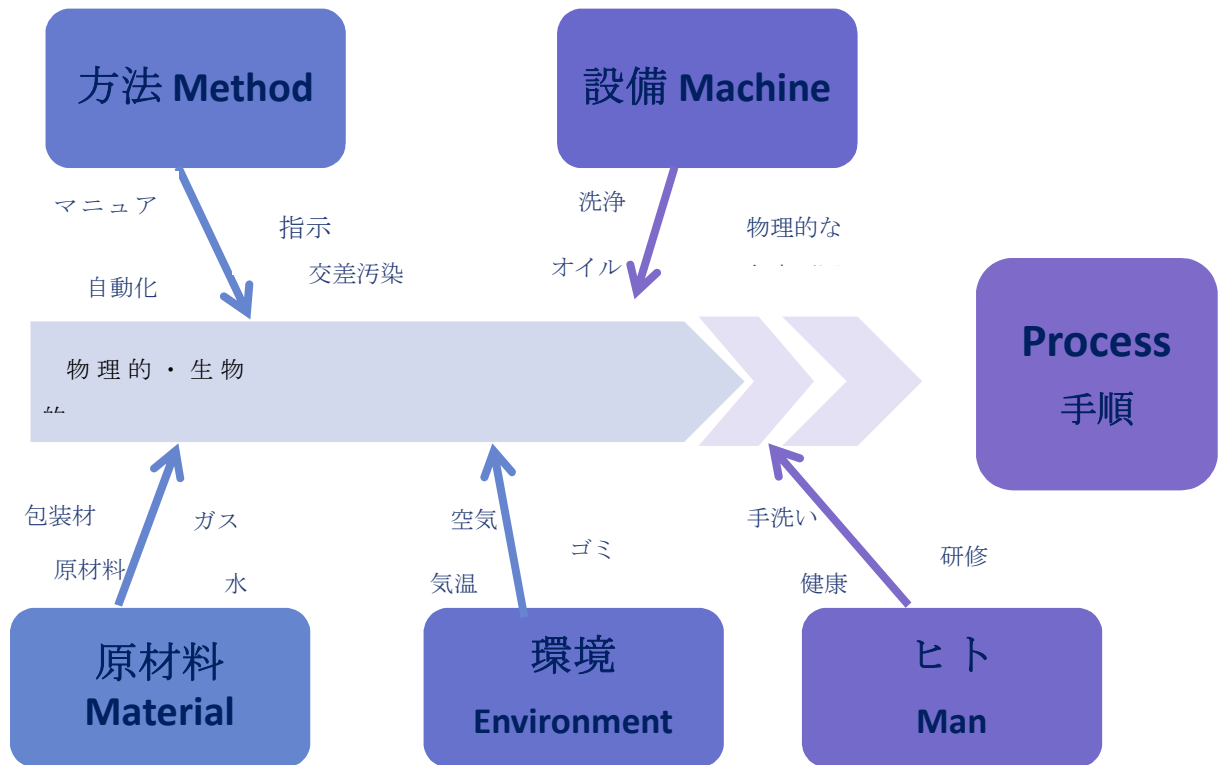 方法 Method
設備 Machine
マニュア
指示
交差汚染
自動化
洗浄
オイル
物理的な
物理的・生物
Process
手順
包装材
ガス
原材料
水
空気
ゴミ
気温
手洗い
研修
健康
原材料
Material
環境
Environment
ヒト
Man